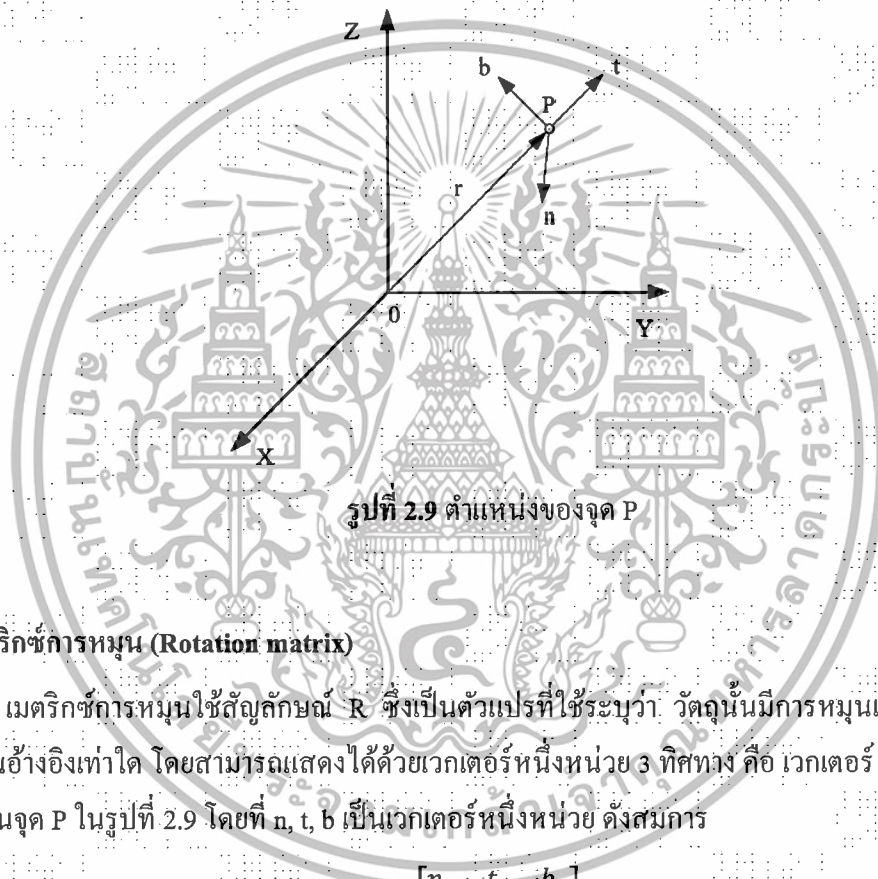 Z
b
t
P
r
n
0
Y
X
รูปที่ 2.9 ตำแหน่งของจุด P
ริกซ์การหมุน (Rotation matrix)
เมตริกซ์การหมุนใช้สัญลักษณ์ R ซึ่งเป็นตัวแปรที่ใช้ระบุว่า วัตถุนั้นมีการหมุน
นอ้างอิงเท่าใด โดยสามารถแสดงได้ด้วยเวกเตอร์หนึ่งหน่วย 3 ทิศทาง คือ เวกเตอร์
นจุด P ในรูปที่ 2.9 โดยที่ n, t, b เป็นเวกเตอร์หนึ่งหน่วย ดังสมการ